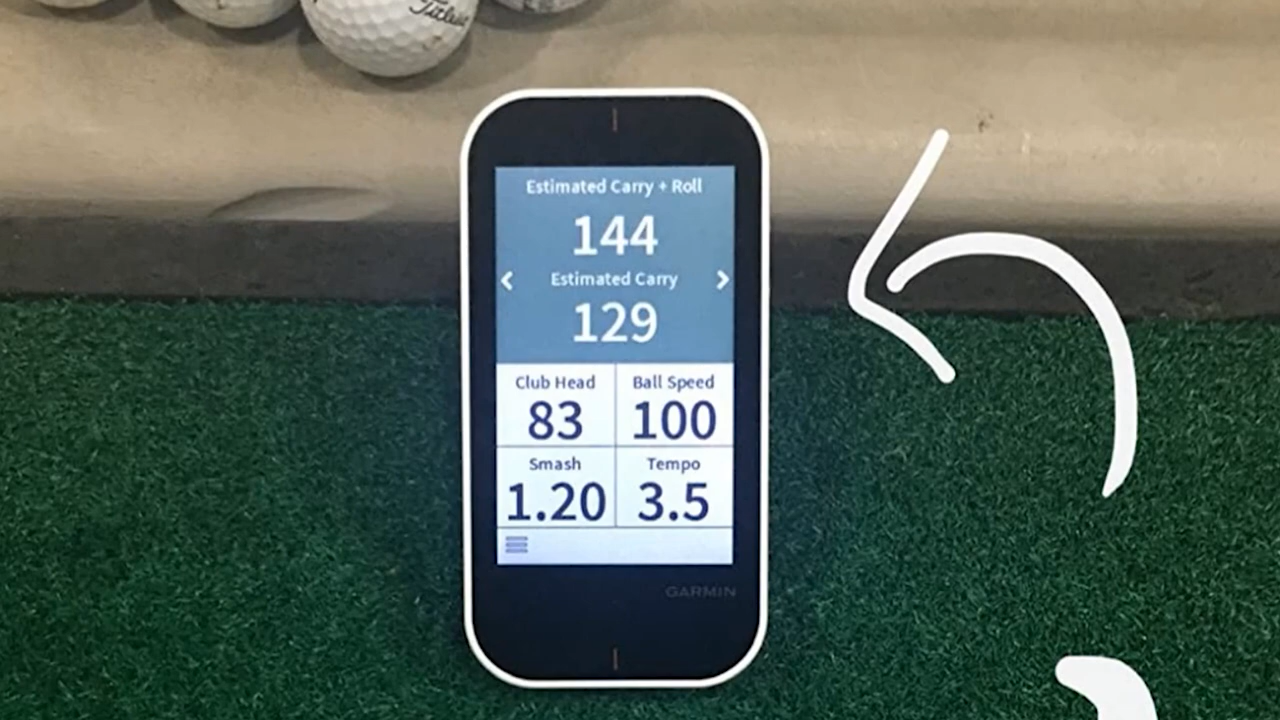 Titleist
Estimated Carry + Roll
144
Estimated Carry
129
Club Head
Ball Speed
83
100
Smash
Tempo
1.20
3.5
GARMIN